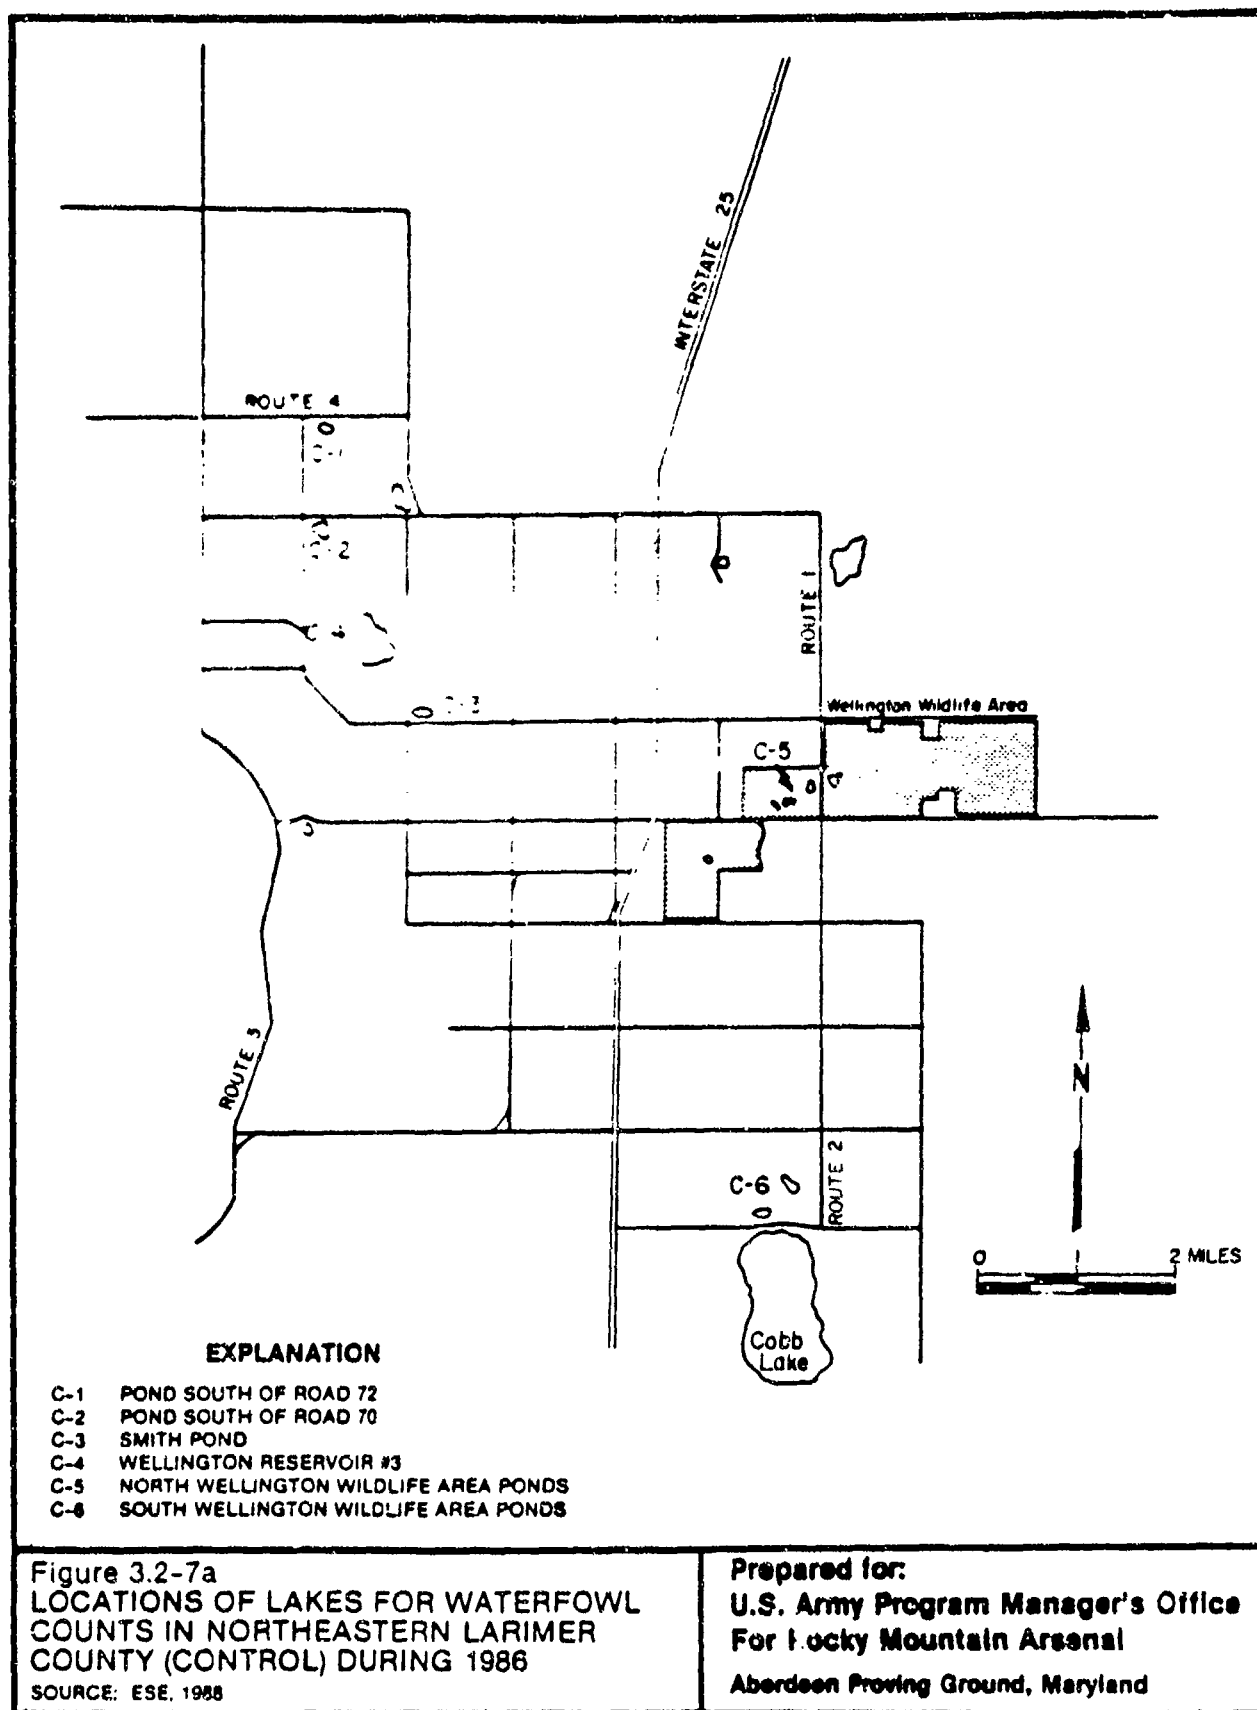 INTERSTATE 25
ROUTE 4
C-1
C-2
ROUTE 1
C-4
C-3
Wellington Wildlife Area
C-5
ROUTE 3
N
ROUTE 2
C-6
0 2 MILES
Cobb
Lake
EXPLANATION
C-1 POND SOUTH OF ROAD 72
C-2 POND SOUTH OF ROAD 70
C-3 SMITH POND
C-4 WELLINGTON RESERVOIR #3
C-5 NORTH WELLINGTON WILDLIFE AREA PONDS
C-6 SOUTH WELLINGTON WILDLIFE AREA PONDS
Figure 3.2-7a
LOCATIONS OF LAKES FOR WATERFOWL
COUNTS IN NORTHEASTERN LARIMER
COUNTY (CONTROL) DURING 1986
SOURCE: ESE, 1988
Prepared for:
U.S. Army Program Manager's Office
For Rocky Mountain Arsenal
Aberdeen Proving Ground, Maryland